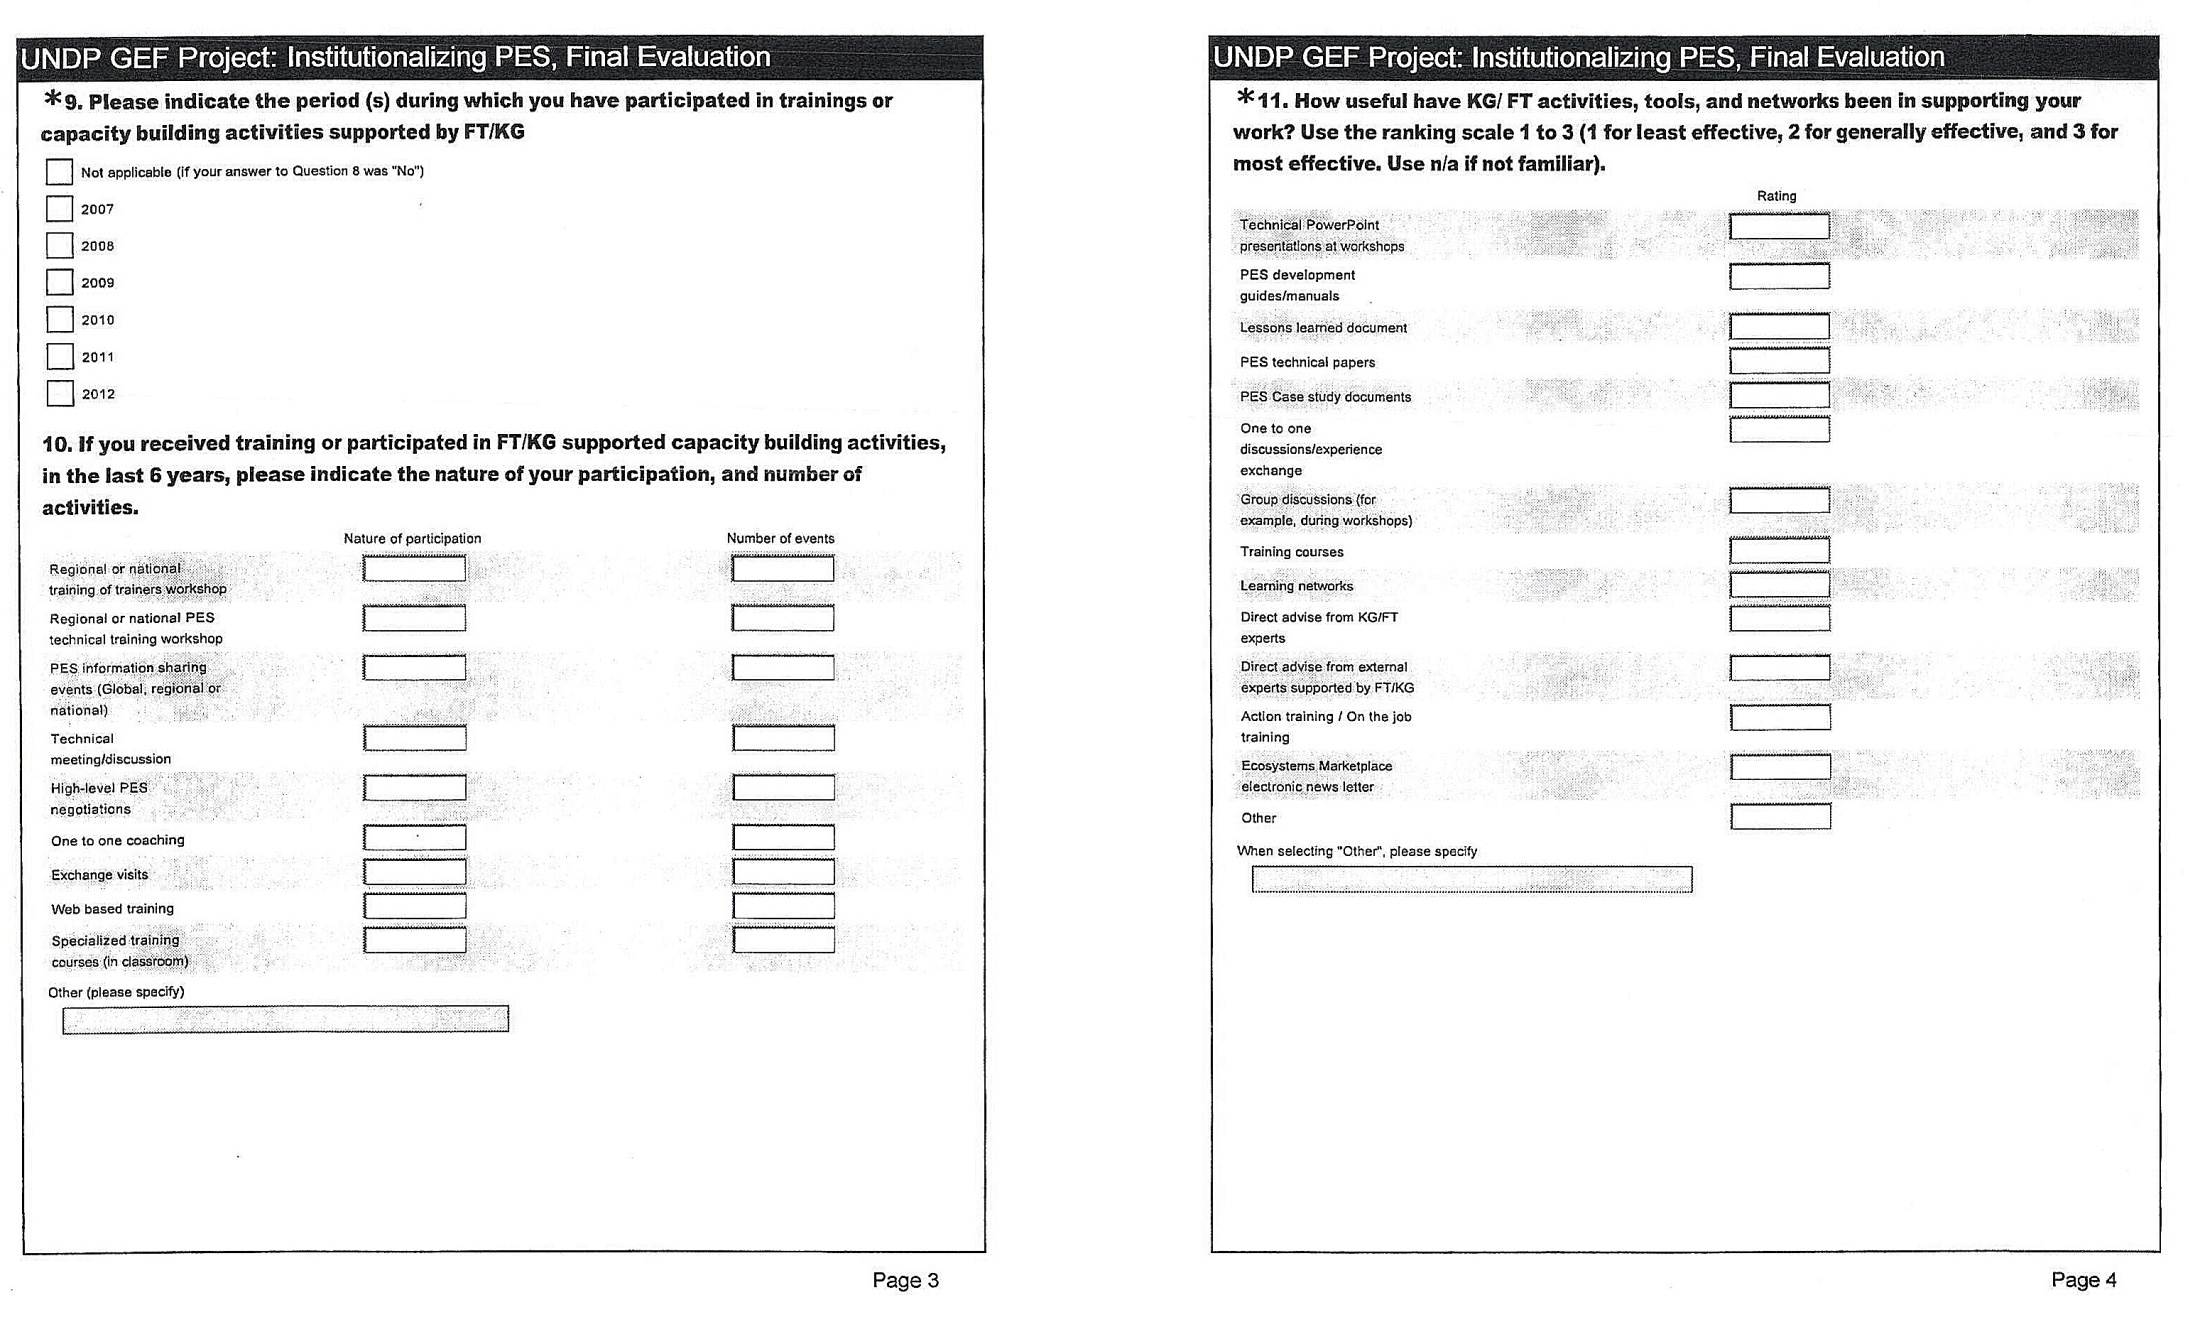 UNDP GEF Project: Institutionalizing PES, Final Evaluation
*9. Please indicate the period (s) during which you have participated in trainings or
capacity building activities supported by FT/KG
Not applicable (if your answer to Question 8 was "No")
2007
2008
2009
2010
2011
2012
10. If you received training or participated in FT/KG supported capacity building activities,
in the last 6 years, please indicate the nature of your participation, and number of
activities.
Nature of participation
Number of events
Regional or national
training of trainers workshop
Regional or national PES
technical training workshop
PES information sharing
events (Global, regional or
national)
Technical
meeting/discussion
High-level PES
negotiations
One to one coaching
Exchange visits
Web based training
Specialized training
courses (in classroom)
Other (please specify)
Page 3
UNDP GEF Project: Institutionalizing PES, Final Evaluation
*11. How useful have KG/ FT activities, tools, and networks been in supporting your
work? Use the ranking scale 1 to 3 (1 for least effective, 2 for generally effective, and 3 for
most effective. Use n/a if not familiar).
Rating
Technical PowerPoint
presentations at workshops
PES development
guides/manuals
Lessons learned document
PES technical papers
PES Case study documents
One to one
discussions/experience
exchange
Group discussions (for
example, during workshops)
Training courses
Learning networks
Direct advise from KG/FT
experts
Direct advise from external
experts supported by FT/KG
Action training / On the job
training
Ecosystems Marketplace
electronic news letter
Other
When selecting "Other", please specify
Page 4